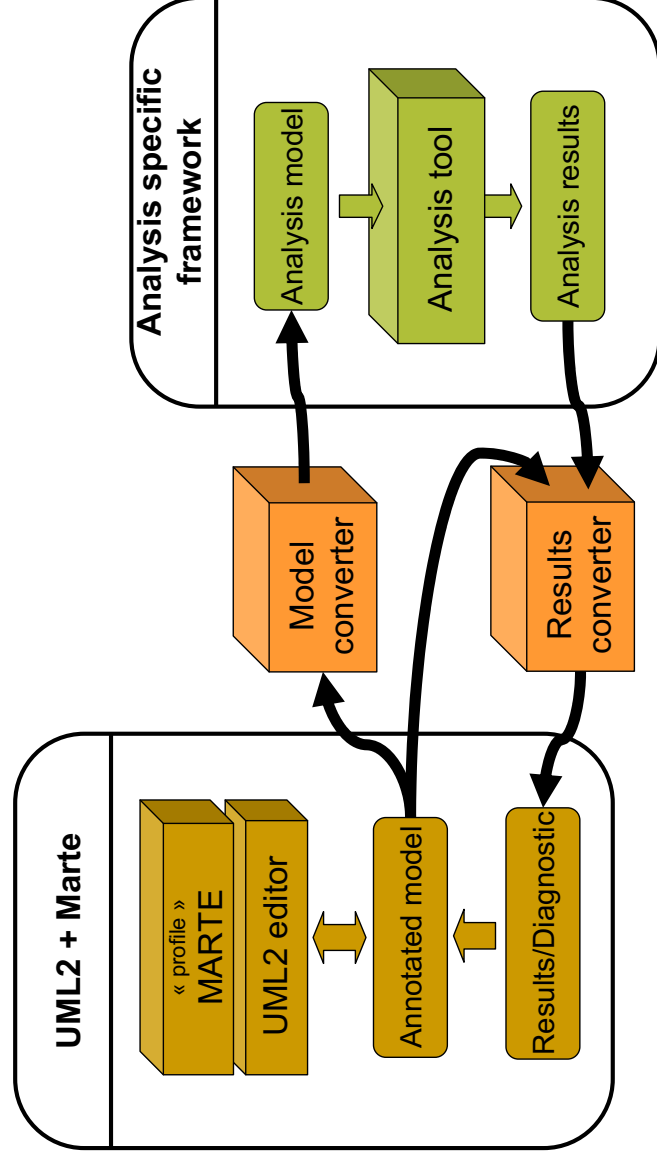 UML2 + Marte
« profile »
MARTE
UML2 editor
Annotated model
Results/Diagnostic
Model
converter
Results
converter
Analysis specific
framework
Analysis model
Analysis tool
Analysis results